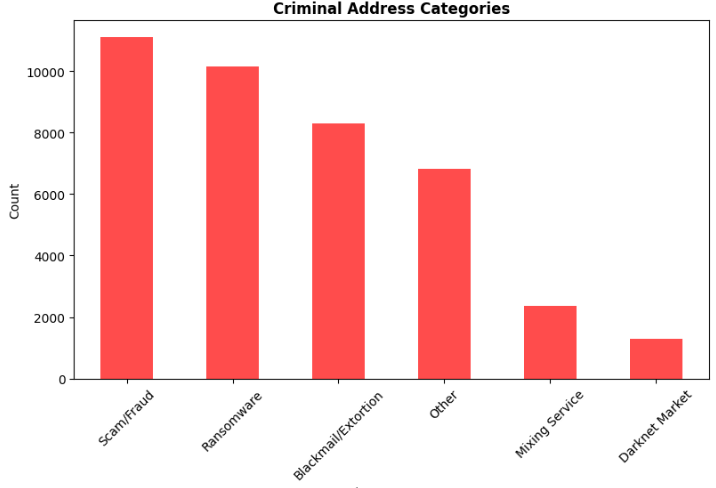 Criminal Address Categories
Count
10000
8000
6000
4000
2000
0
Scam/Fraud
Ransomware
Blackmail/Extortion
Other
Mixing Service
Darknet Market